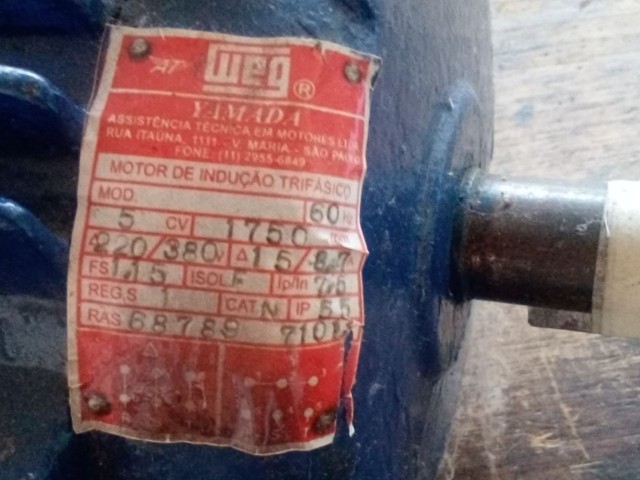 AT WEG ®
YAMADA
ASSISTÊNCIA TÉCNICA EM MOTORES LTDA
RUA ITAUNA, 1111 - V. MARIA - SÃO PAULO
FONE: (11) 2955-6849
MOTOR DE INDUÇÃO TRIFÁSICO
MOD. 60 Hz
5 CV 1750
220/380 V A 15/8.7
FS 1.15 ISOL F Ip/In 7.5
REG.S 1 CAT. N IP 55
RAS 68789